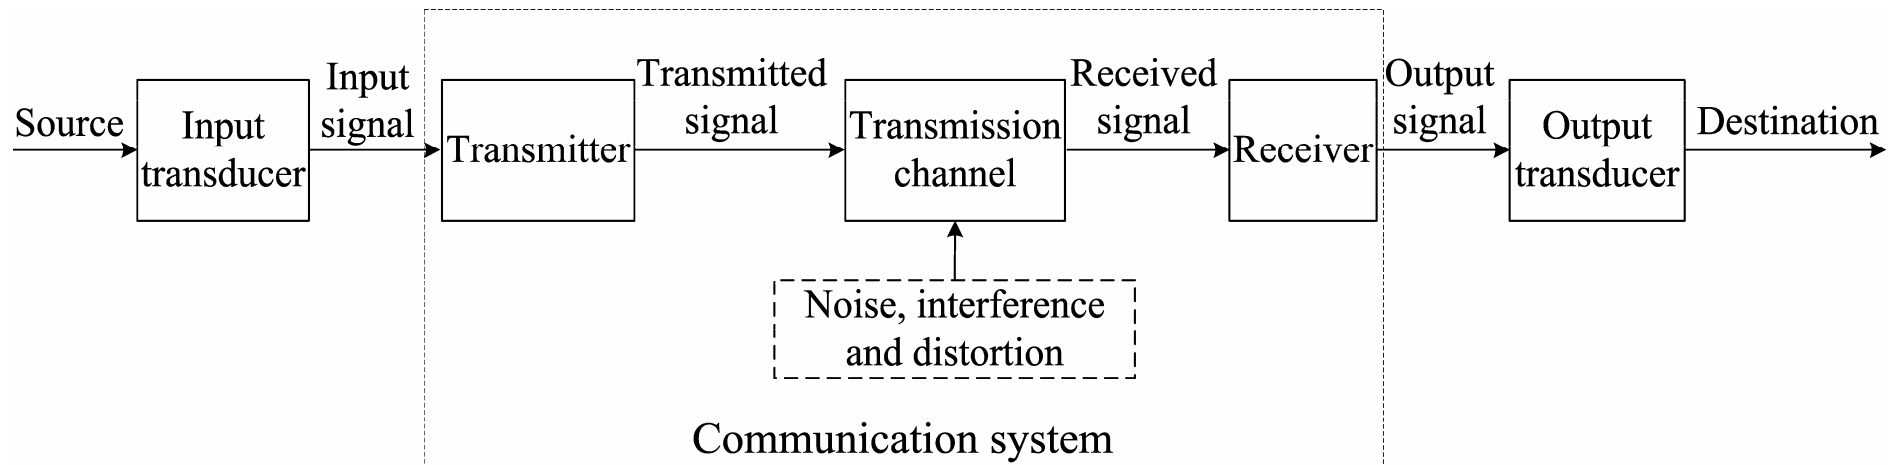 Source
Input
transducer
Input
signal
Transmitter
Transmitted
signal
Transmission
channel
Received
signal
Receiver
Output
signal
Output
transducer
Destination
Noise, interference
and distortion
Communication system